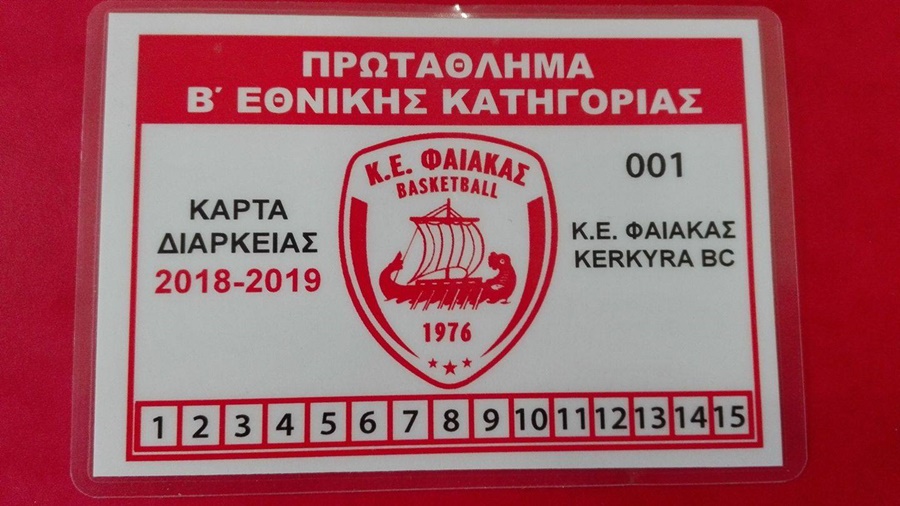 ΠΡΩΤΑΘΛΗΜΑ
Β΄ ΕΘΝΙΚΗΣ ΚΑΤΗΓΟΡΙΑΣ
ΚΑΡΤΑ
ΔΙΑΡΚΕΙΑΣ
2018-2019
Κ.Ε. ΦΑΙΑΚΑΣ
BASKETBALL
1976
001
Κ.Ε. ΦΑΙΑΚΑΣ
KERKYRA BC
1 2 3 4 5 6 7 8 9 10 11 12 13 14 15